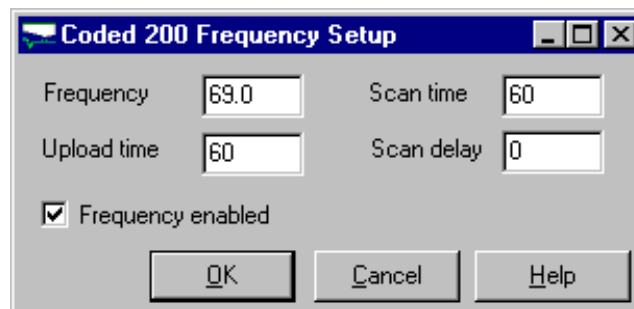 Coded 200 Frequency Setup
Frequency 69.0 Scan time 60
Upload time 60 Scan delay 0
Frequency enabled
OK Cancel Help